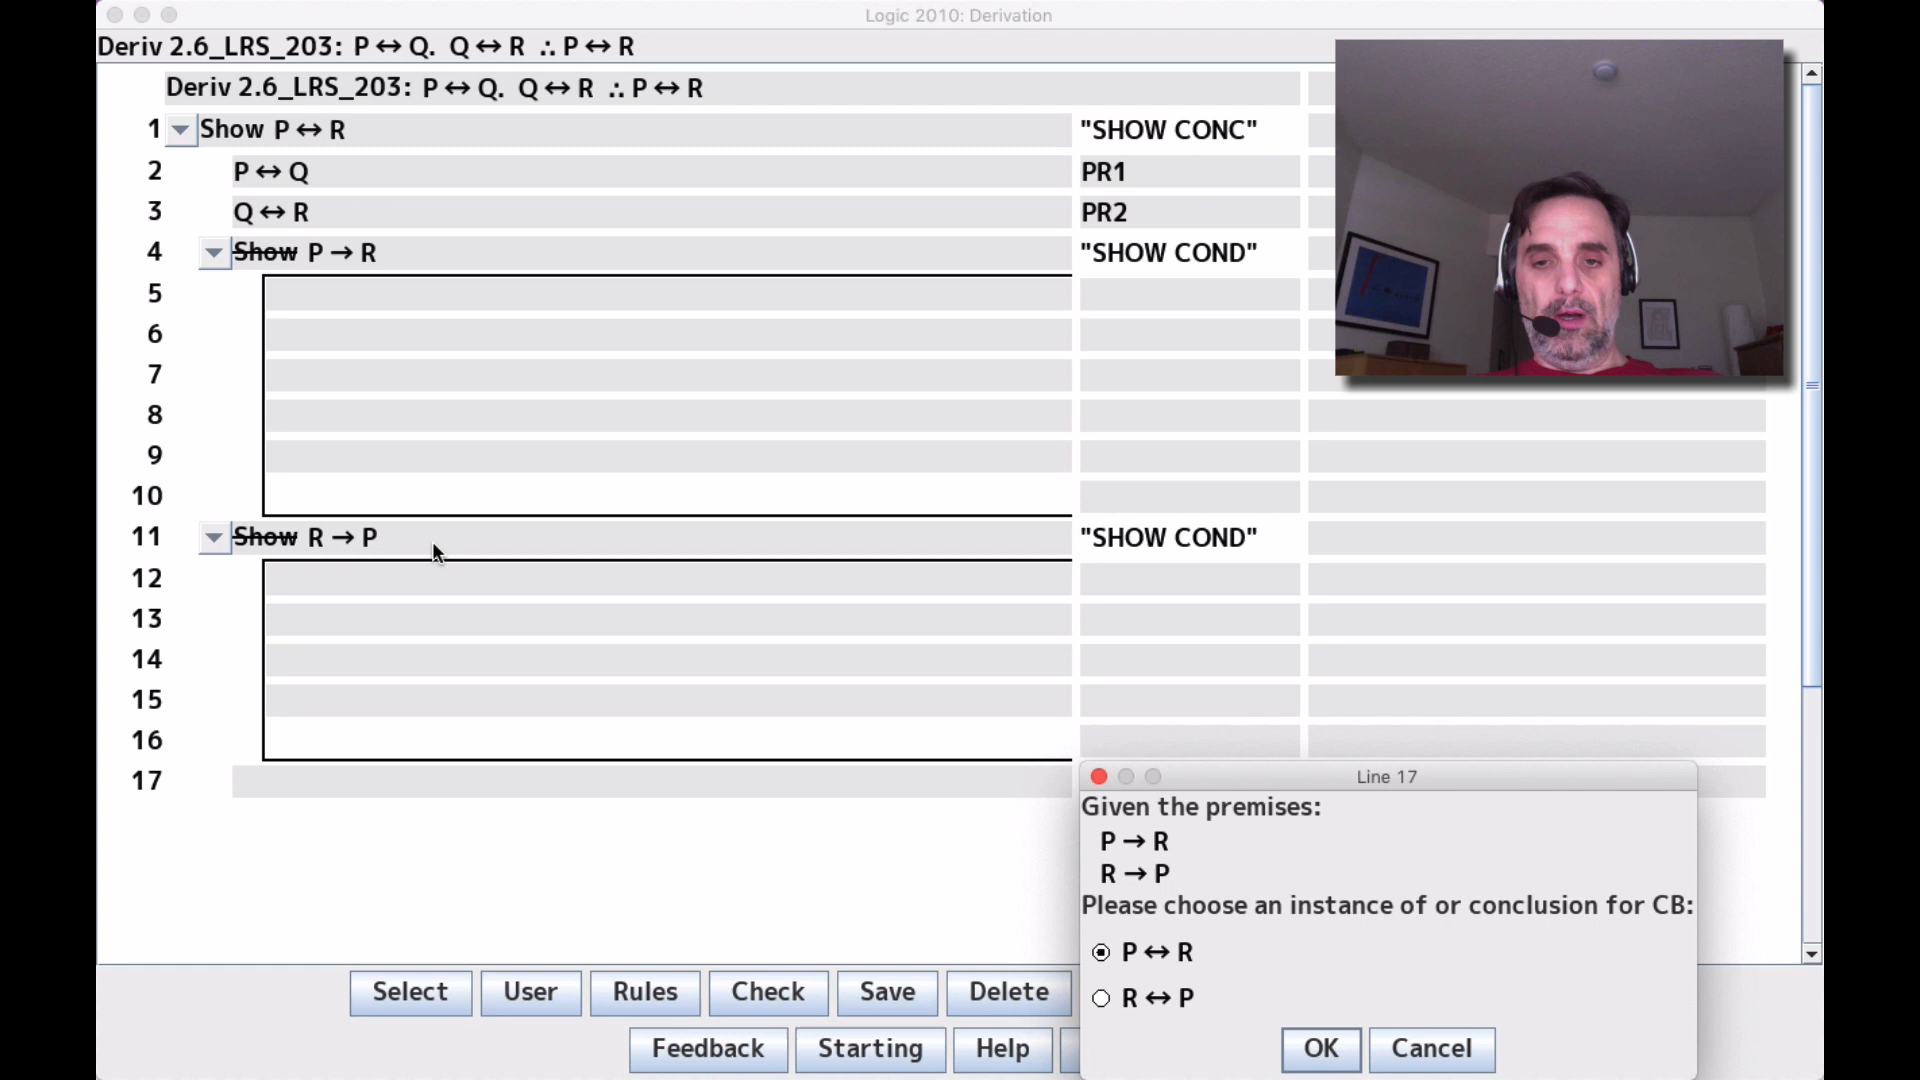 Logic 2010: Derivation
Deriv 2.6_LRS_203: P ↔ Q. Q ↔ R ∴ P ↔ R
Deriv 2.6_LRS_203: P ↔ Q. Q ↔ R ∴ P ↔ R
1 Show P ↔ R "SHOW CONC"
2 P ↔ Q PR1
3 Q ↔ R PR2
4 Show P → R "SHOW COND"
5
6
7
8
9
10
11 Show R → P "SHOW COND"
12
13
14
15
16
17
Line 17
Given the premises:
P → R
R → P
Please choose an instance of or conclusion for CB:
P ↔ R
R ↔ P
OK Cancel
Select User Rules Check Save Delete
Feedback Starting Help